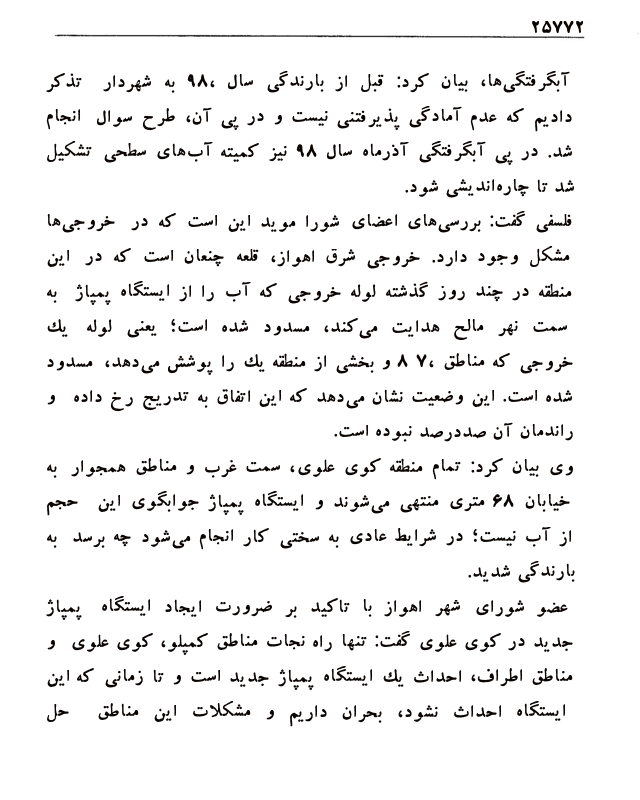 ۲۵۷۷۲
آبگرفتگی‌ها، بیان کرد: قبل از بارندگی سال ،۹۸ به شهردار تذکر
دادیم که عدم آمادگی پذیرفتنی نیست و در پی آن، طرح سوال انجام
شد. در پی آبگرفتگی آذرماه سال ۹۸ نیز کمیته آب‌های سطحی تشکیل
شد تا چاره‌اندیشی شود.
فلسفی گفت: بررسی‌های اعضای شورا موید این است که در خروجی‌ها
مشکل وجود دارد. خروجی شرق اهواز، قلعه چنعان است که در این
منطقه در چند روز گذشته لوله خروجی که آب را از ایستگاه پمپاژ به
سمت نهر مالح هدایت می‌کند، مسدود شده است؛ یعنی لوله یك
خروجی که مناطق ،۷ ۸ و بخشی از منطقه یك را پوشش می‌دهد، مسدود
شده است. این وضعیت نشان می‌دهد که این اتفاق به تدریج رخ داده و
راندمان آن صددرصد نبوده است.
وی بیان کرد: تمام منطقه کوی علوی، سمت غرب و مناطق همجوار به
خیابان ۶۸ متری منتهی می‌شوند و ایستگاه پمپاژ جوابگوی این حجم
از آب نیست؛ در شرایط عادی به سختی کار انجام می‌شود چه برسد به
بارندگی شدید.
عضو شورای شهر اهواز با تاکید بر ضرورت ایجاد ایستگاه پمپاژ
جدید در کوی علوی گفت: تنها راه نجات مناطق کمپلو، کوی علوی و
مناطق اطراف، احداث یك ایستگاه پمپاژ جدید است و تا زمانی که این
ایستگاه احداث نشود، بحران داریم و مشکلات این مناطق حل